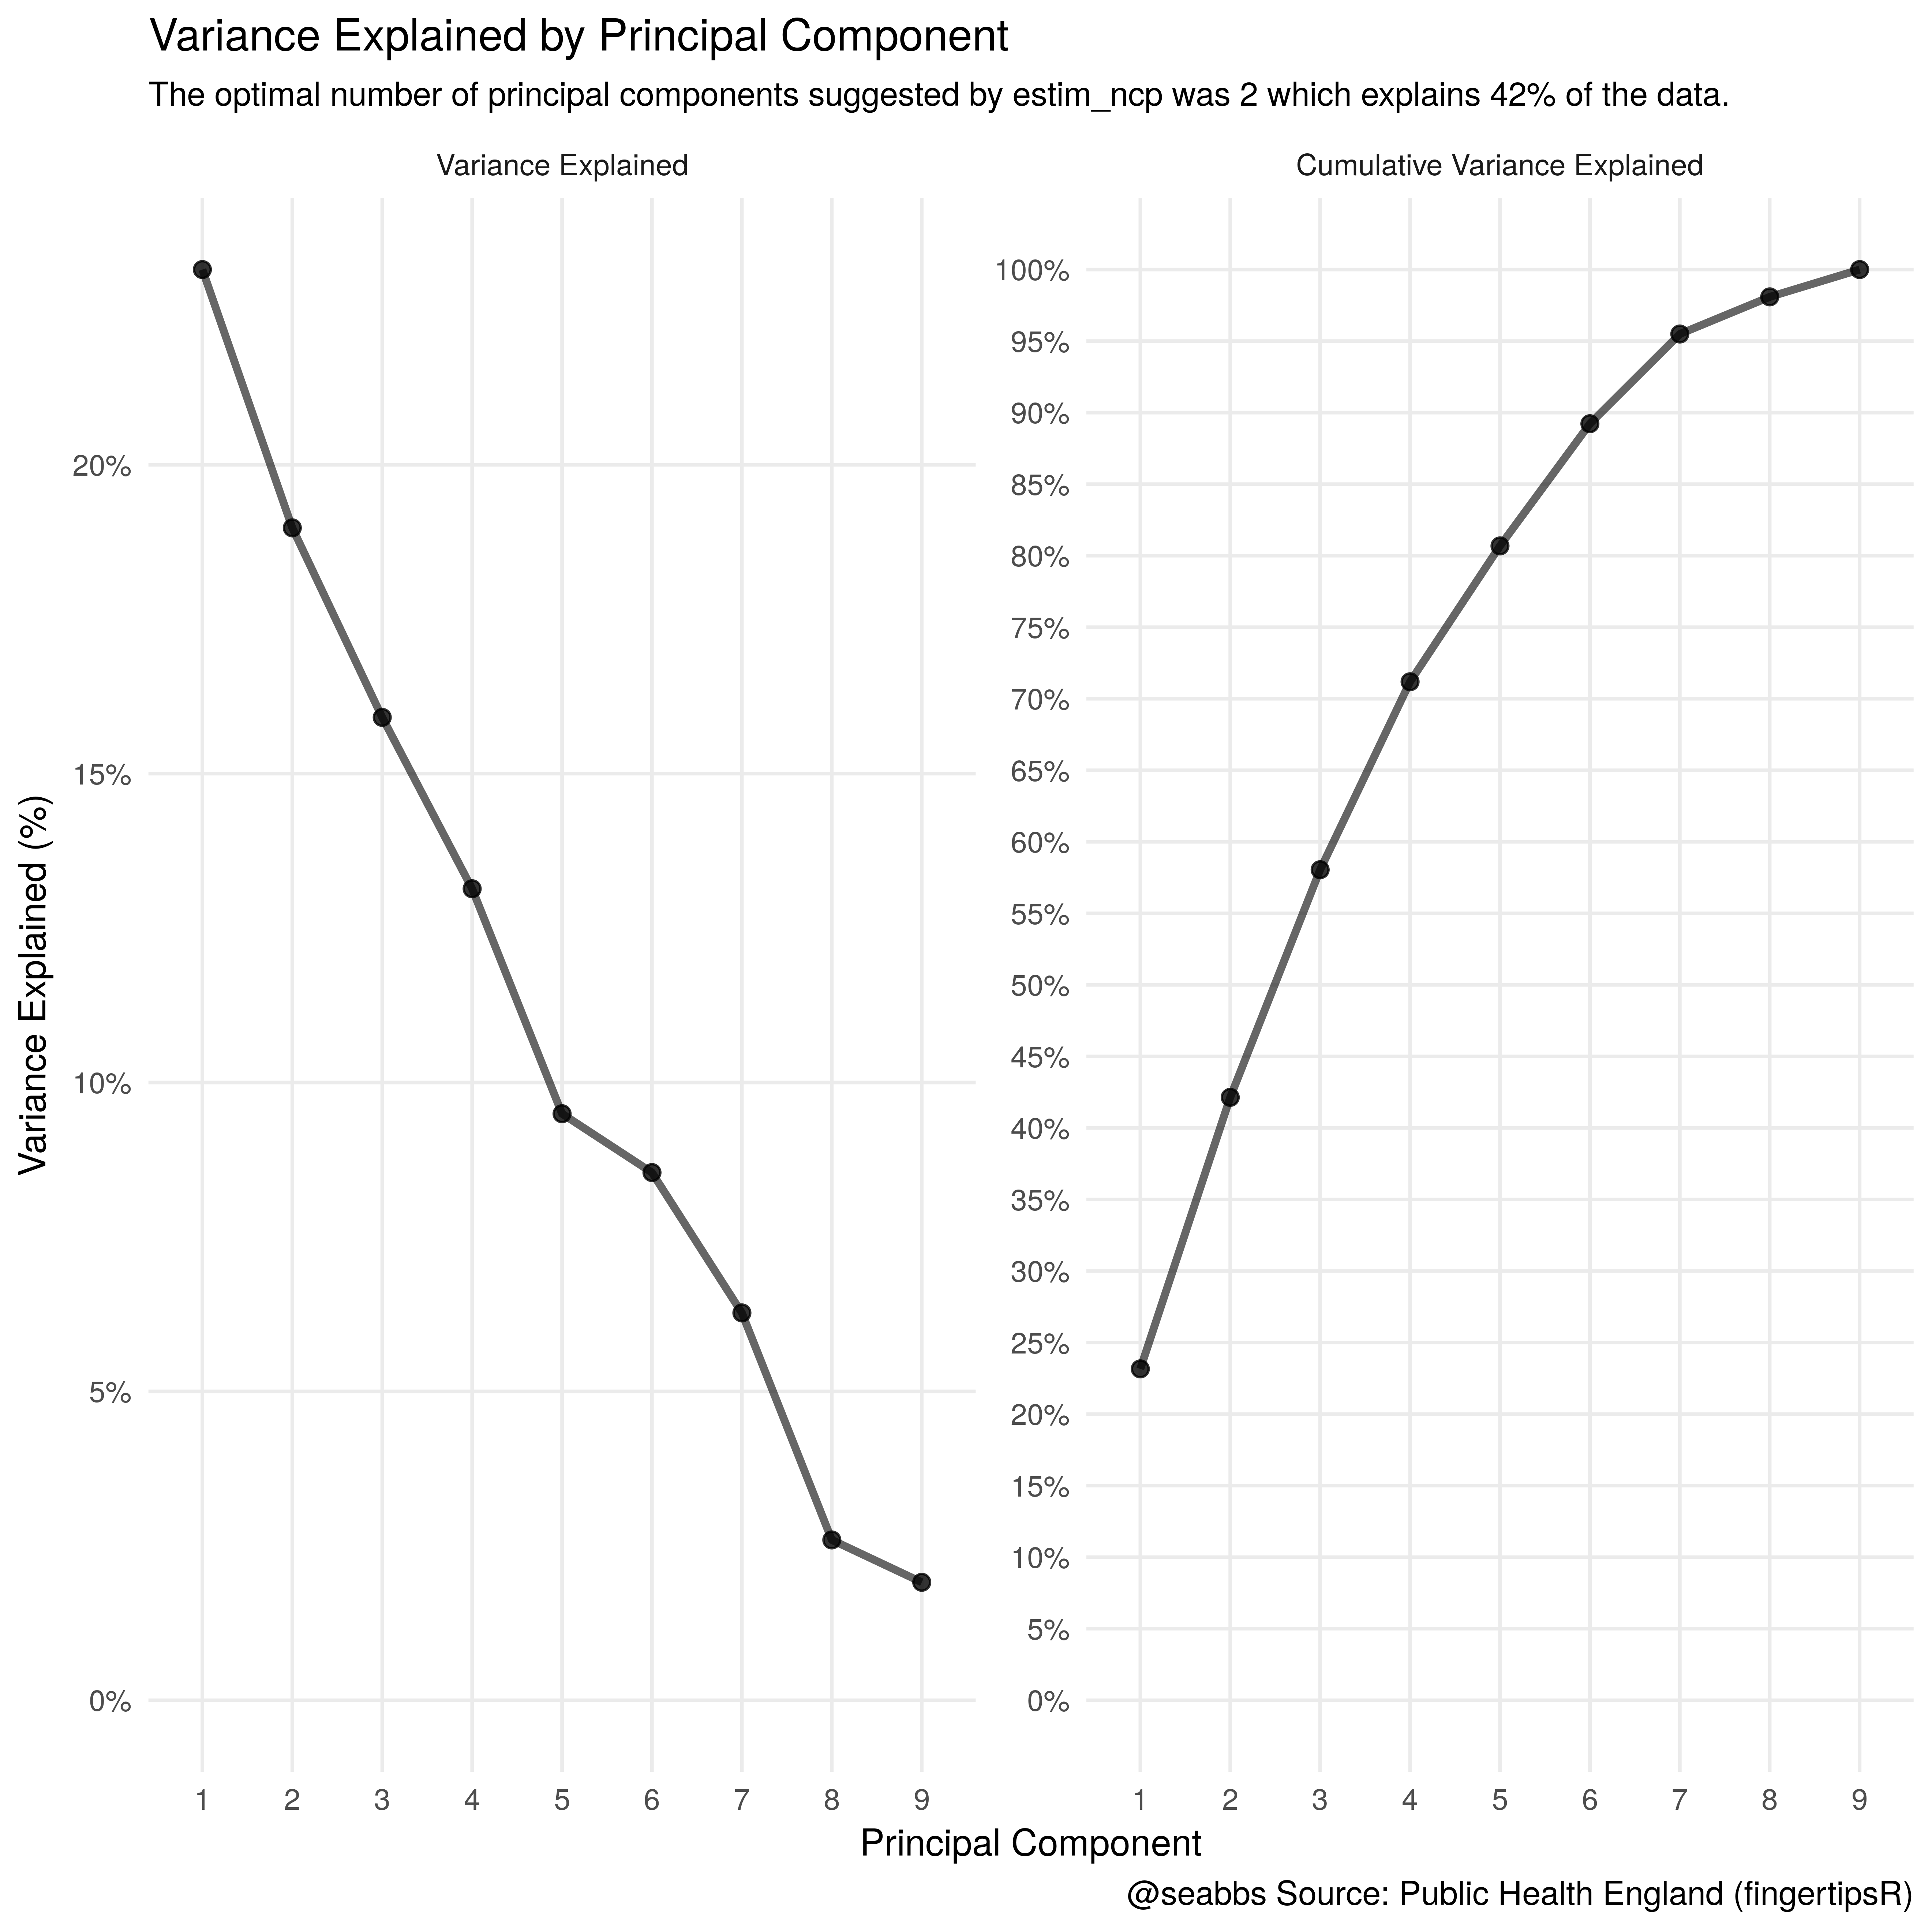 Variance Explained by Principal Component
The optimal number of principal components suggested by estim_ncp was 2 which explains 42% of the data.
Variance Explained
Cumulative Variance Explained
Variance Explained (%)
20%
15%
10%
5%
0%
1 2 3 4 5 6 7 8 9
100%
95%
90%
85%
80%
75%
70%
65%
60%
55%
50%
45%
40%
35%
30%
25%
20%
15%
10%
5%
0%
1 2 3 4 5 6 7 8 9
Principal Component
@seabbs Source: Public Health England (fingertipsR)